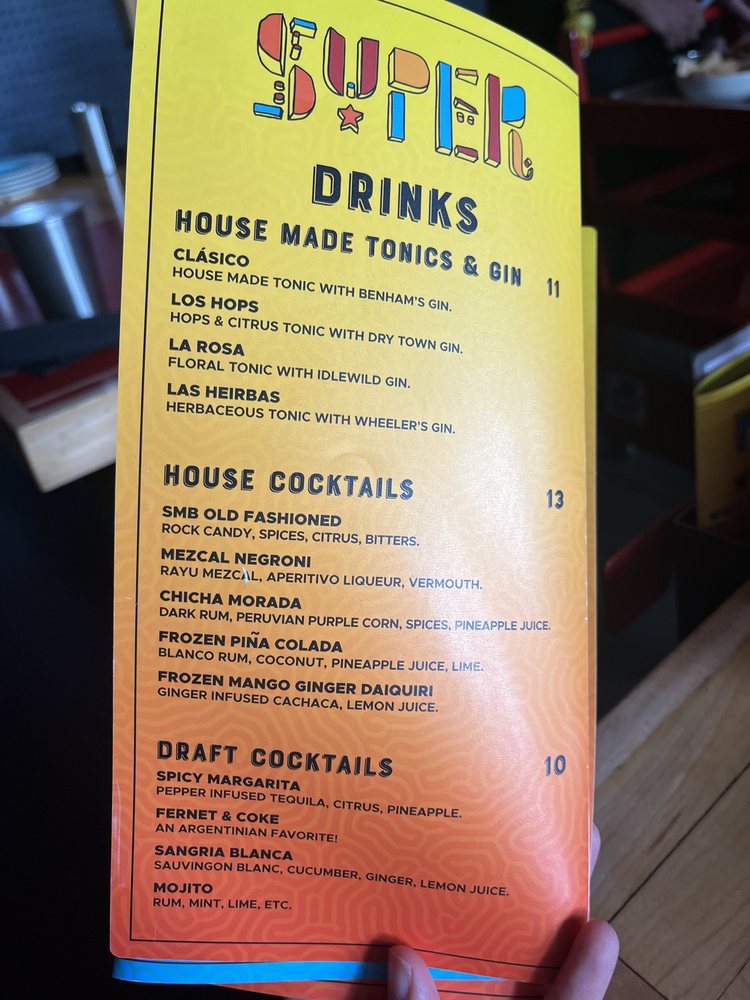 SUPER
DRINKS
HOUSE MADE TONICS & GIN 11
CLÁSICO
HOUSE MADE TONIC WITH BENHAM'S GIN.
LOS HOPS
HOPS & CITRUS TONIC WITH DRY TOWN GIN.
LA ROSA
FLORAL TONIC WITH IDLEWILD GIN.
LAS HEIRBAS
HERBACEOUS TONIC WITH WHEELER'S GIN.
HOUSE COCKTAILS 13
SMB OLD FASHIONED
ROCK CANDY, SPICES, CITRUS, BITTERS.
MEZCAL NEGRONI
RAYU MEZCAL, APERITIVO LIQUEUR, VERMOUTH.
CHICHA MORADA
DARK RUM, PERUVIAN PURPLE CORN, SPICES, PINEAPPLE JUICE.
FROZEN PIÑA COLADA
BLANCO RUM, COCONUT, PINEAPPLE JUICE, LIME.
FROZEN MANGO GINGER DAIQUIRI
GINGER INFUSED CACHACA, LEMON JUICE.
DRAFT COCKTAILS 10
SPICY MARGARITA
PEPPER INFUSED TEQUILA, CITRUS, PINEAPPLE.
FERNET & COKE
AN ARGENTINIAN FAVORITE!
SANGRIA BLANCA
SAUVINGON BLANC, CUCUMBER, GINGER, LEMON JUICE.
MOJITO
RUM, MINT, LIME, ETC.